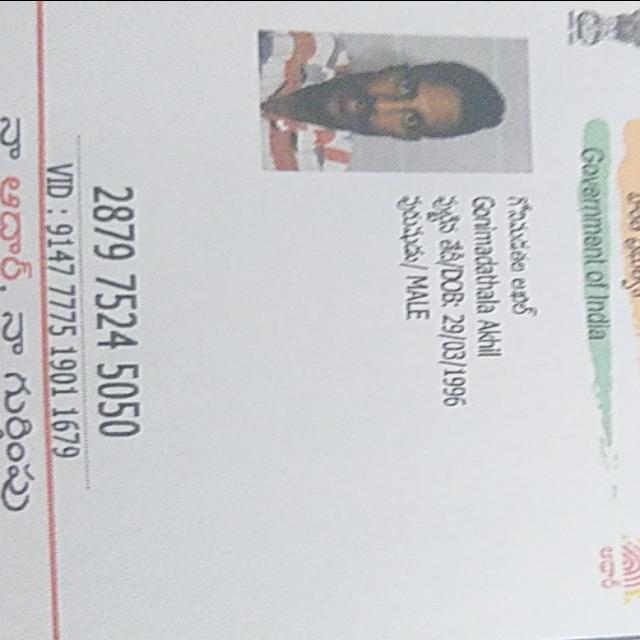 Government of India
ఆధార్
అఖిల్
Gonimadathala Akhil
పుట్టిన తేదీ/DOB: 29/03/1996
పురుషుడు/ MALE
2879 7524 5050
VID : 9147 7775 1901 1679
నా ఆధార్, నా గుర్తింపు